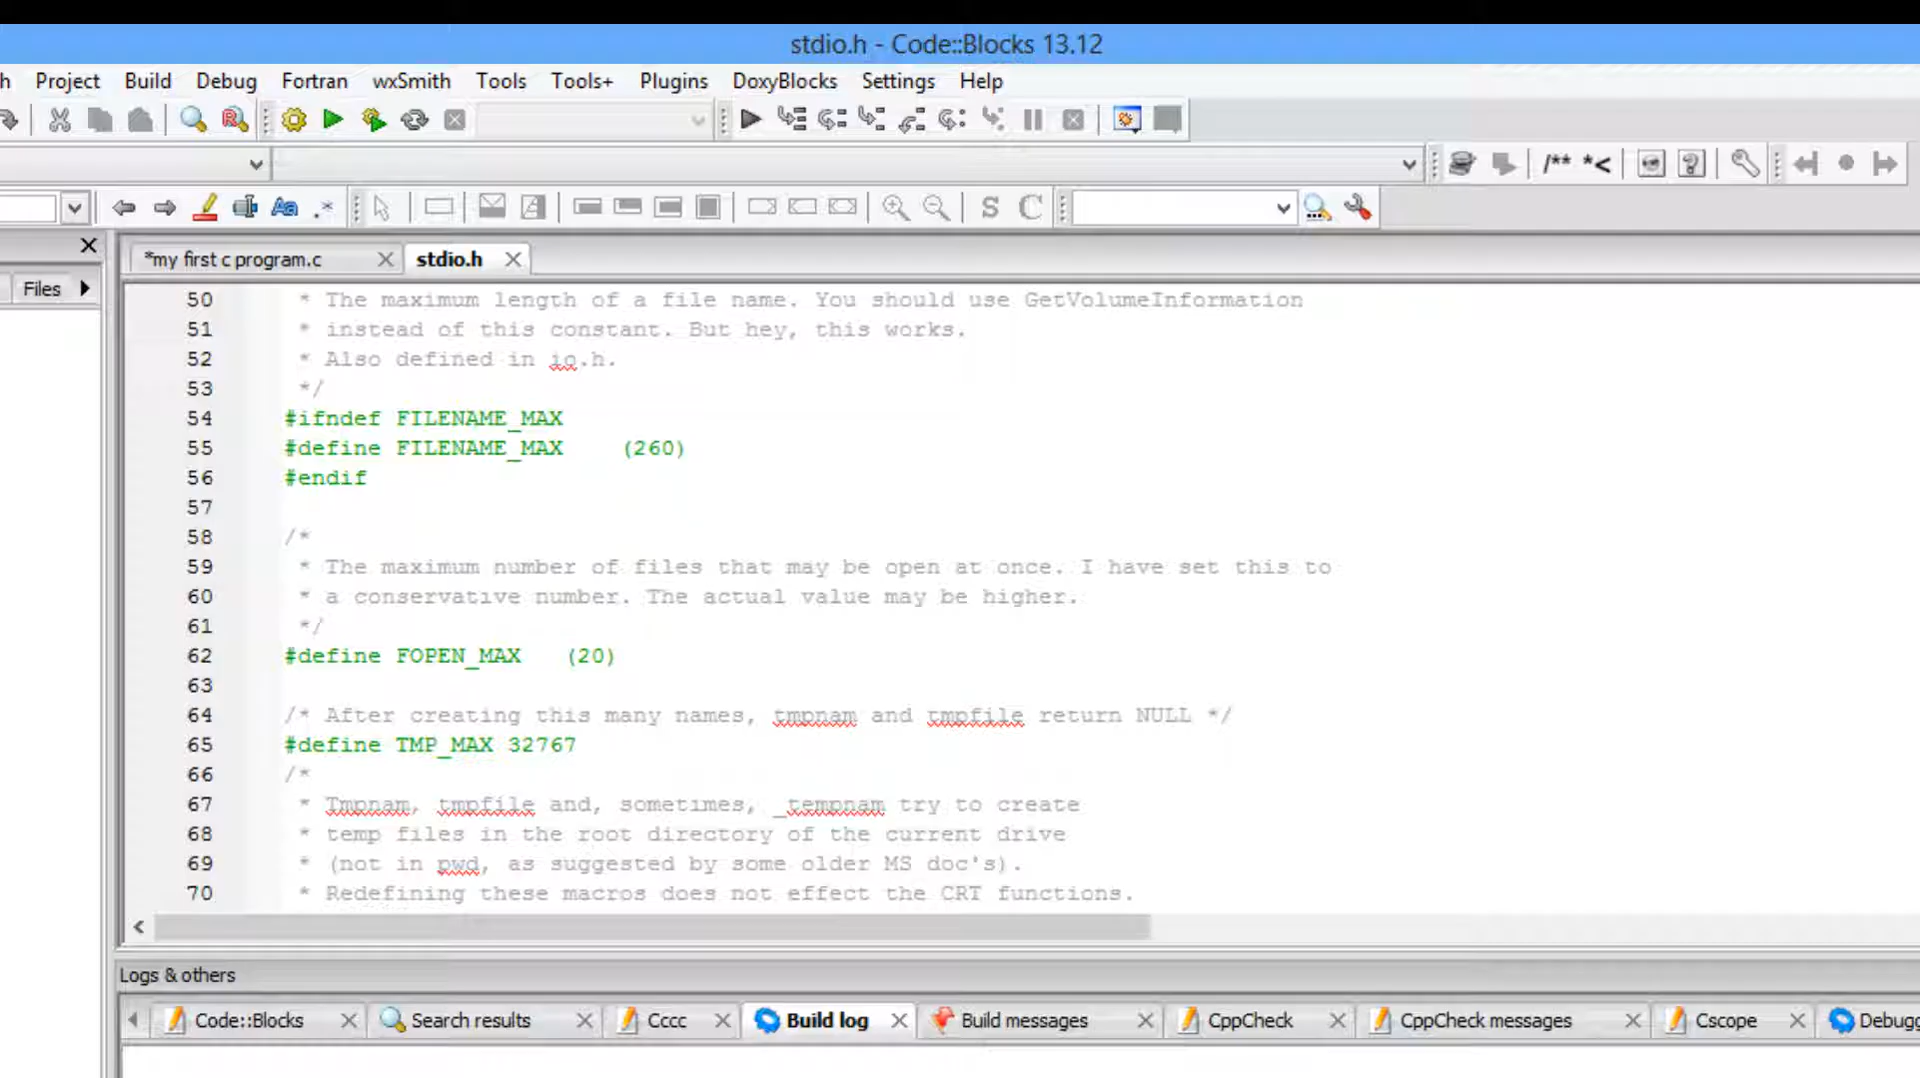 stdio.h - Code::Blocks 13.12
h Project Build Debug Fortran wxSmith Tools Tools+ Plugins DoxyBlocks Settings Help
/** *<
Aa .* S C
*my first c program.c stdio.h
Files
50 * The maximum length of a file name. You should use GetVolumeInformation
51 * instead of this constant. But hey, this works.
52 * Also defined in io.h.
53 */
54 #ifndef FILENAME_MAX
55 #define FILENAME_MAX (260)
56 #endif
57
58 /*
59 * The maximum number of files that may be open at once. I have set this to
60 * a conservative number. The actual value may be higher.
61 */
62 #define FOPEN_MAX (20)
63
64 /* After creating this many names, tmpnam and tmpfile return NULL */
65 #define TMP_MAX 32767
66 /*
67 * Tmpnam, tmpfile and, sometimes, _tempnam try to create
68 * temp files in the root directory of the current drive
69 * (not in pwd, as suggested by some older MS doc's).
70 * Redefining these macros does not effect the CRT functions.
Logs & others
Code::Blocks Search results Cccc Build log Build messages CppCheck CppCheck messages Cscope Debugg